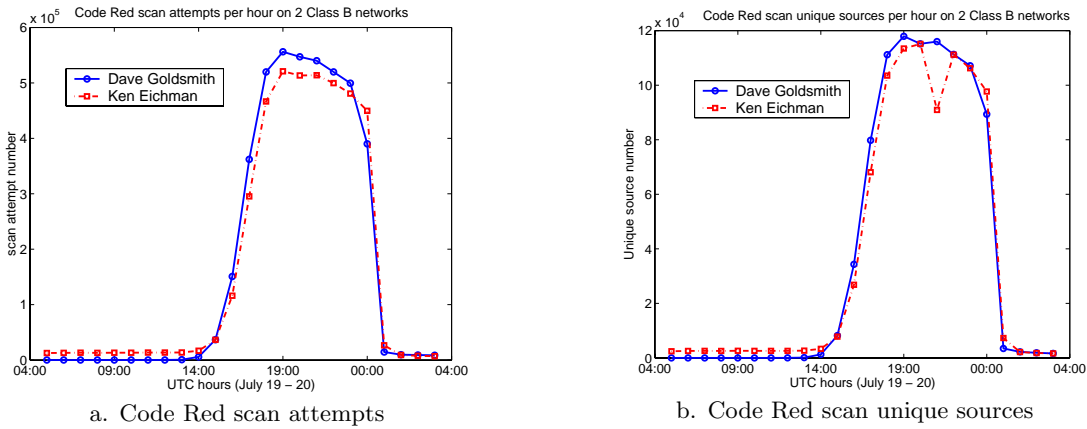 Code Red scan attempts per hour on 2 Class B networks
x 10^5
6
5
4
3
2
1
0
scan attempt number
Dave Goldsmith
Ken Eichman
04:00 09:00 14:00 19:00 00:00 04:00
UTC hours (July 19 – 20)
a. Code Red scan attempts
Code Red scan unique sources per hour on 2 Class B networks
x 10^4
12
10
8
6
4
2
0
Unique source number
Dave Goldsmith
Ken Eichman
04:00 09:00 14:00 19:00 00:00 04:00
UTC hours (July 19 – 20)
b. Code Red scan unique sources